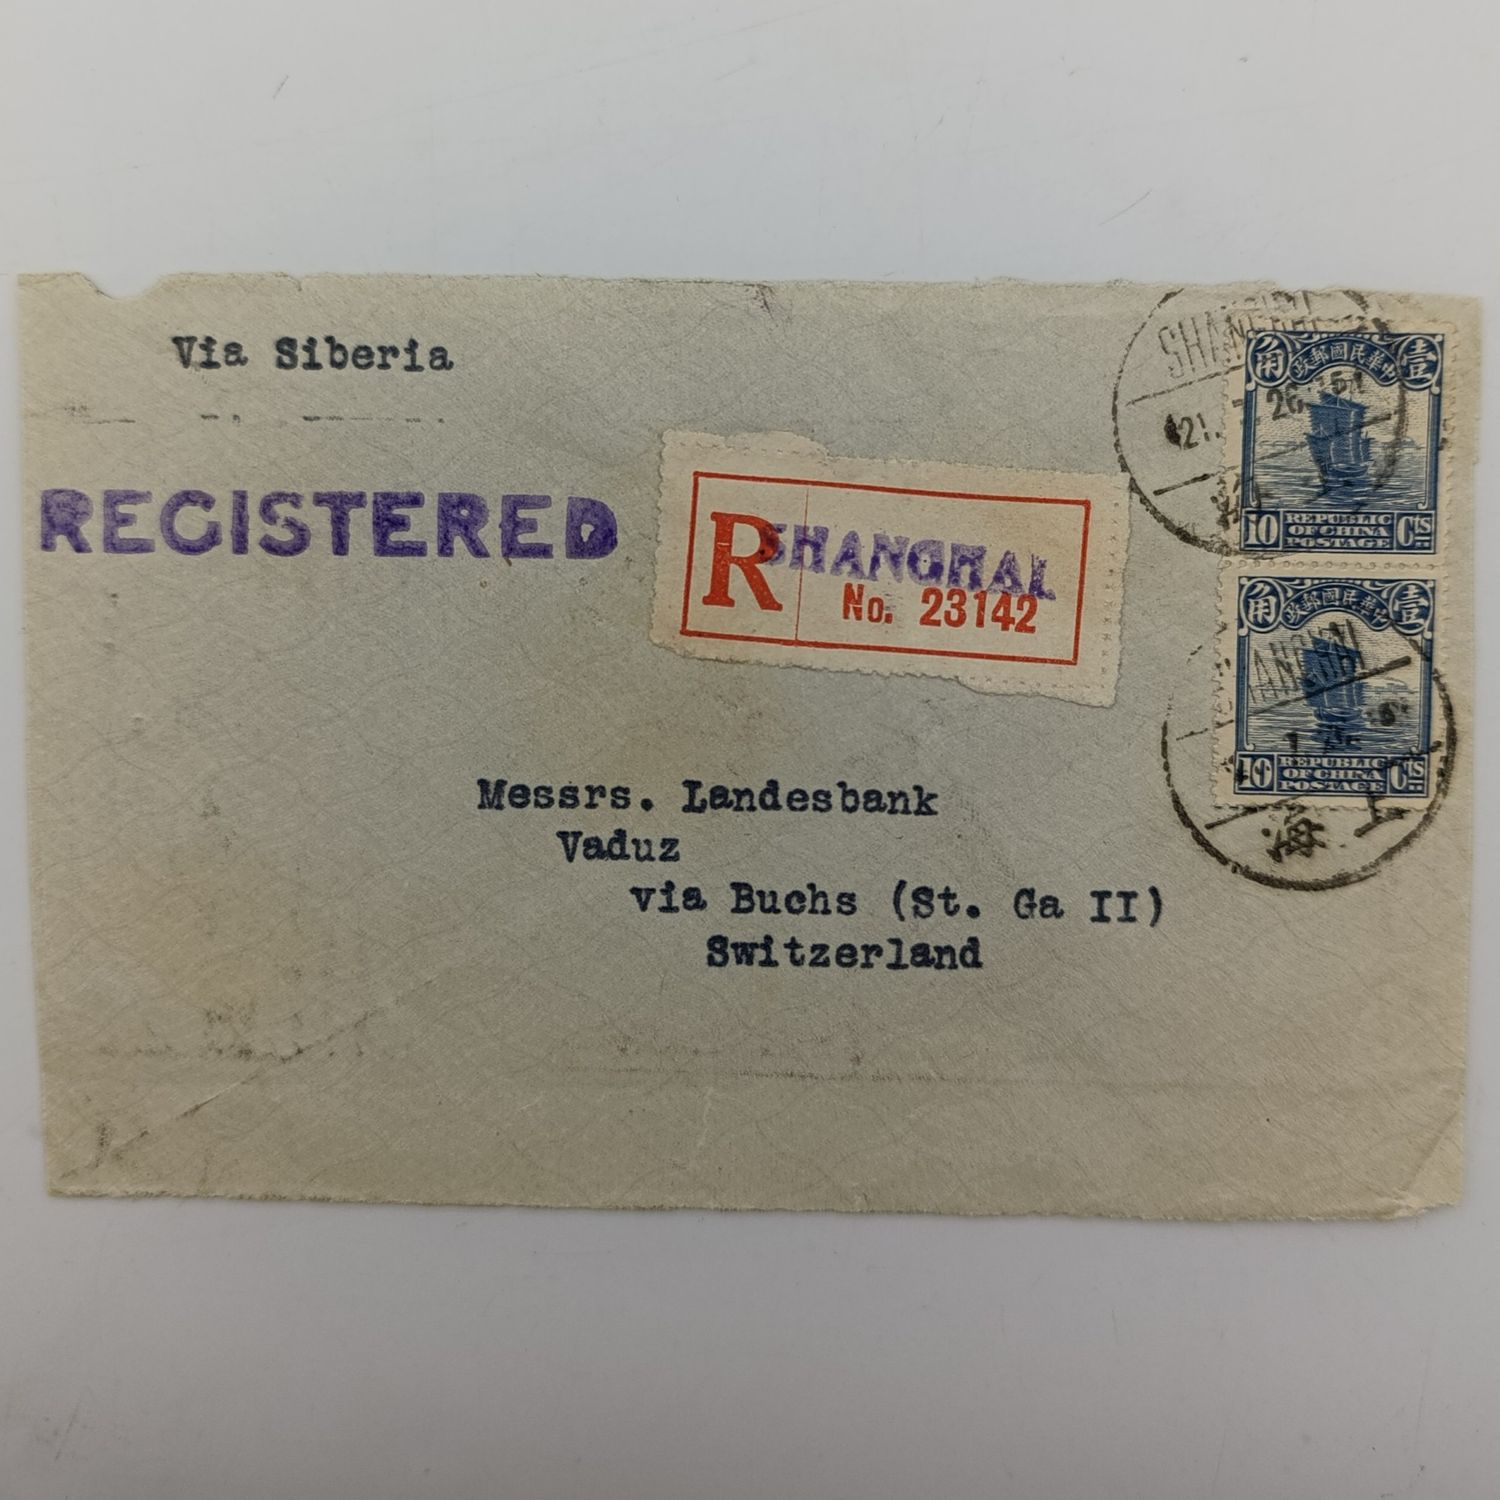 Via Siberia
REGISTERED
R SHANGHAI
No. 23142
SHANGHAI
角 政郵國民華中 壹
10 REPUBLIC OF CHINA POSTAGE Cts
角 政郵國民華中 壹
10 REPUBLIC OF CHINA POSTAGE Cts
海 上
Messrs. Landesbank
Vaduz
via Buchs (St. Ga II)
Switzerland